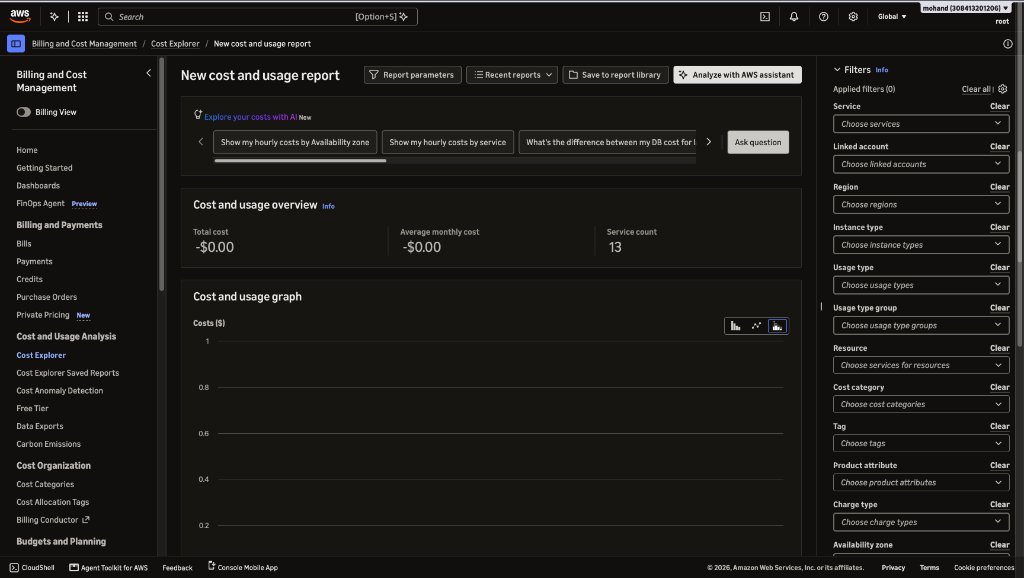 aws
Search [Option+S]
Global
mohand (308413201206)
root
Billing and Cost Management / Cost Explorer / New cost and usage report
Billing and Cost Management
Billing View
Home
Getting Started
Dashboards
FinOps Agent Preview
Billing and Payments
Bills
Payments
Credits
Purchase Orders
Private Pricing New
Cost and Usage Analysis
Cost Explorer
Cost Explorer Saved Reports
Cost Anomaly Detection
Free Tier
Data Exports
Carbon Emissions
Cost Organization
Cost Categories
Cost Allocation Tags
Billing Conductor
Budgets and Planning
New cost and usage report
Report parameters
Recent reports
Save to report library
Analyze with AWS assistant
Explore your costs with AI New
Show my hourly costs by Availability zone
Show my hourly costs by service
What's the difference between my DB cost for l
Ask question
Cost and usage overview Info
Total cost
-$0.00
Average monthly cost
-$0.00
Service count
13
Cost and usage graph
Costs ($)
1
0.8
0.6
0.4
0.2
Filters Info
Applied filters (0) Clear all
Service Clear
Choose services
Linked account Clear
Choose linked accounts
Region Clear
Choose regions
Instance type Clear
Choose instance types
Usage type Clear
Choose usage types
Usage type group Clear
Choose usage type groups
Resource Clear
Choose services for resources
Cost category Clear
Choose cost categories
Tag Clear
Choose tags
Product attribute Clear
Choose product attributes
Charge type Clear
Choose charge types
Availability zone Clear
CloudShell
Agent Toolkit for AWS
Feedback
Console Mobile App
© 2026, Amazon Web Services, Inc. or its affiliates.
Privacy
Terms
Cookie preferences